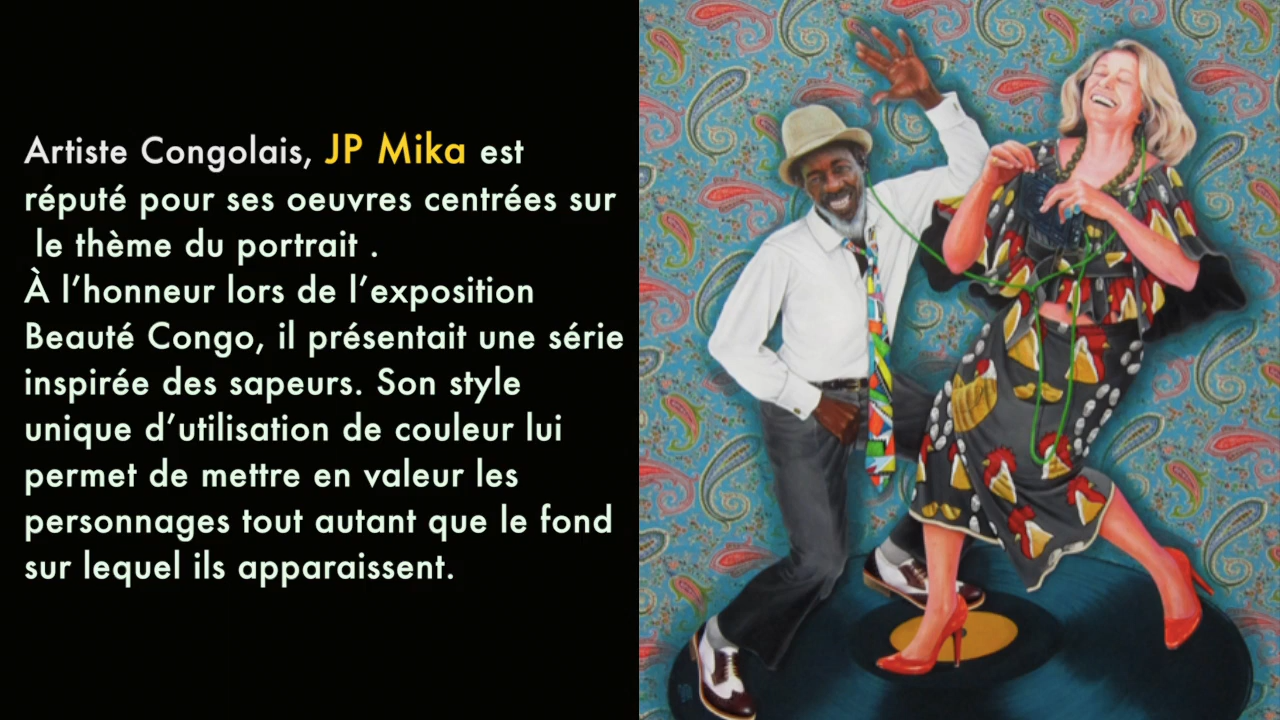 Artiste Congolais, JP Mika est
réputé pour ses oeuvres centrées sur
le thème du portrait .
À l’honneur lors de l’exposition
Beauté Congo, il présentait une série
inspirée des sapeurs. Son style
unique d’utilisation de couleur lui
permet de mettre en valeur les
personnages tout autant que le fond
sur lequel ils apparaissent.